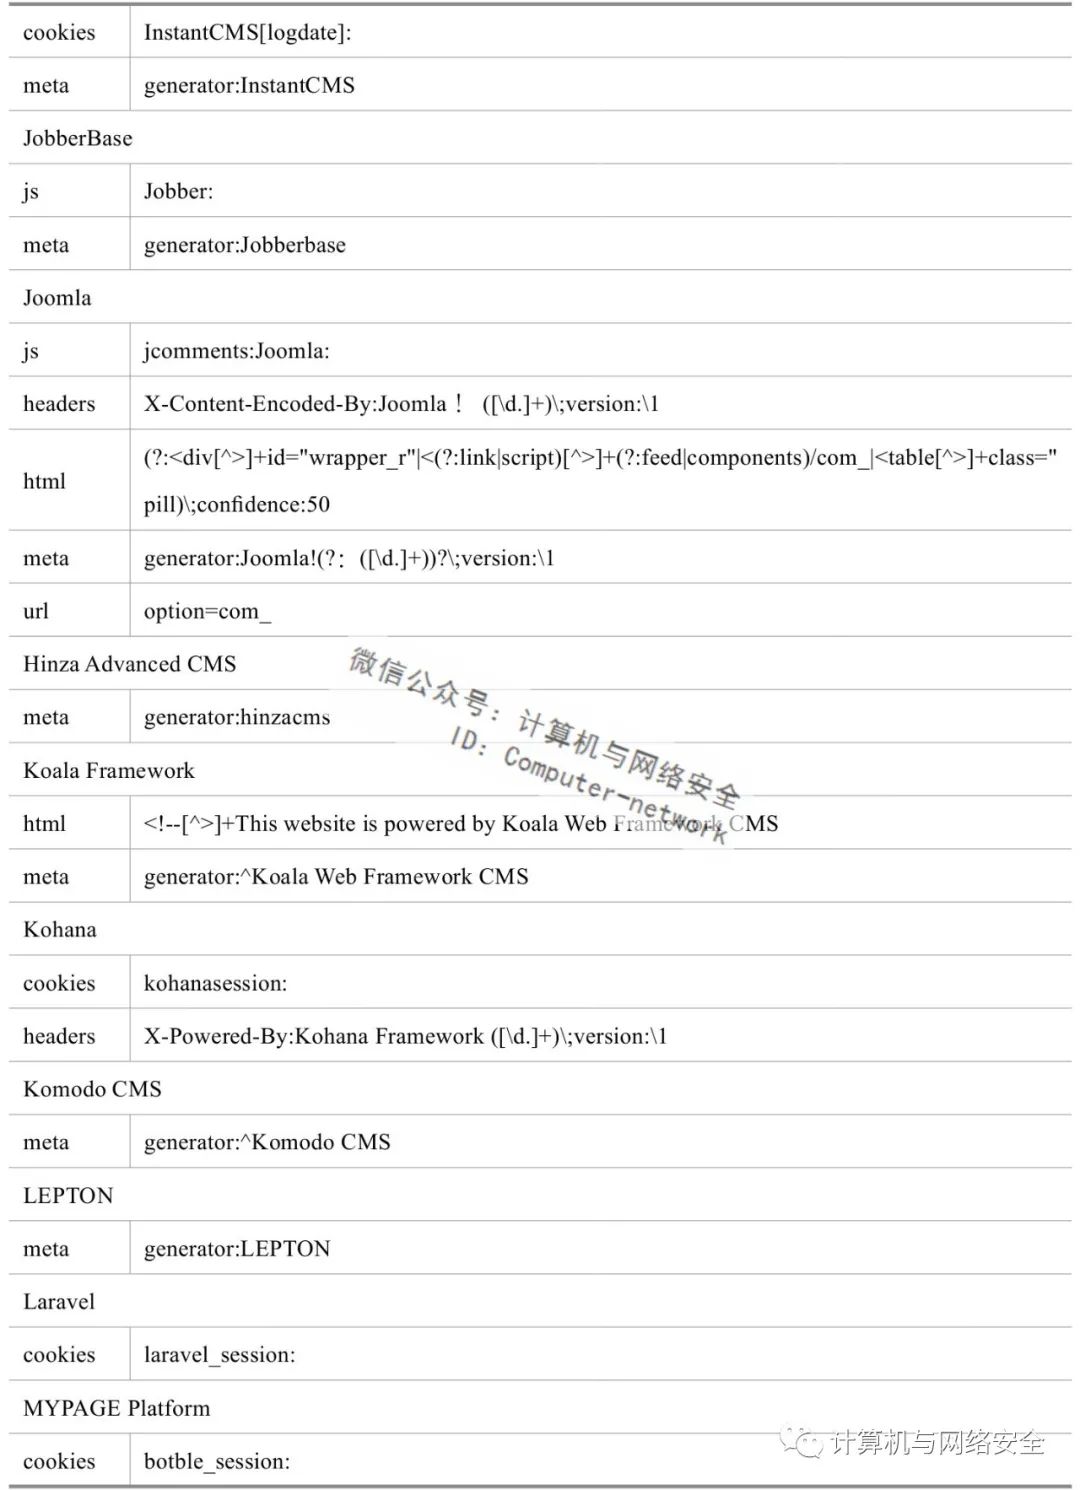 cookies InstantCMS[logdate]:
meta generator:InstantCMS
JobberBase
js Jobber:
meta generator:Jobberbase
Joomla
js jcomments:Joomla:
headers X-Content-Encoded-By:Joomla！ ([\d.]+)\;version:\1
html (?:<div[^>]+id="wrapper_r"|<(?:link|script)[^>]+(?:feed|components)/com_|<table[^>]+class="
pill)\;confidence:50
meta generator:Joomla!(?：([\d.]+))?\;version:\1
url option=com_
Hinza Advanced CMS
meta generator:hinzacms
微信公众号：计算机与网络安全
ID：Computer-network
Koala Framework
html <!--[^>]+This website is powered by Koala Web Framework CMS
meta generator:^Koala Web Framework CMS
Kohana
cookies kohanasession:
headers X-Powered-By:Kohana Framework ([\d.]+)\;version:\1
Komodo CMS
meta generator:^Komodo CMS
LEPTON
meta generator:LEPTON
Laravel
cookies laravel_session:
MYPAGE Platform
cookies botble_session:
计算机与网络安全